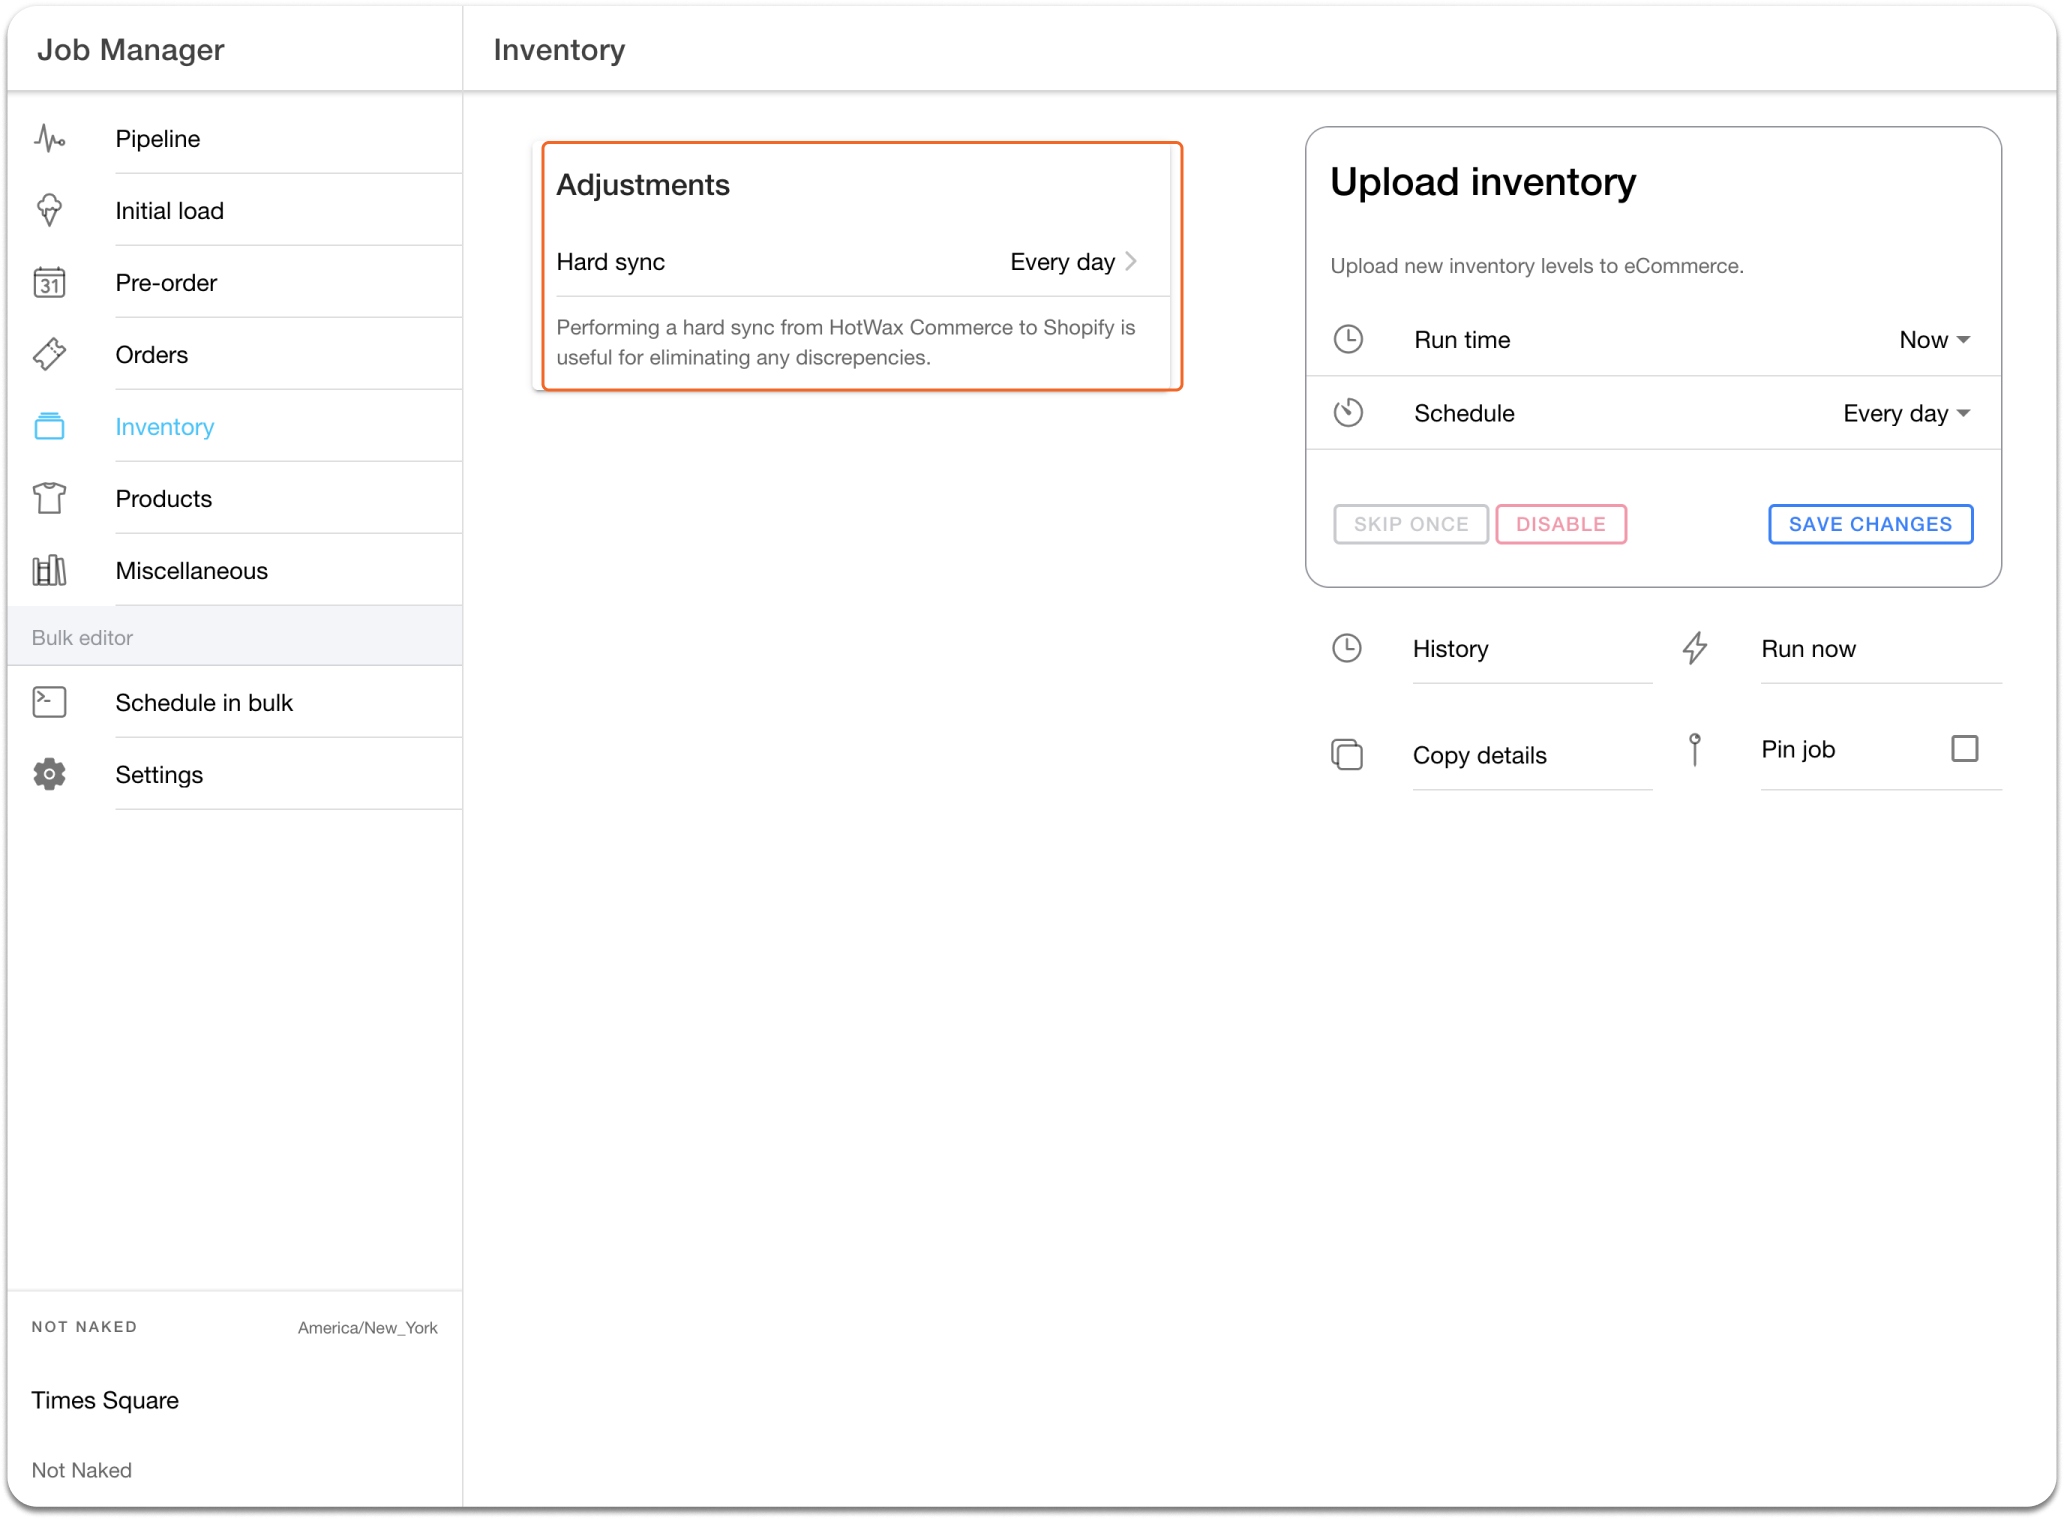 Job Manager
Inventory
Pipeline
Initial load
31
Pre-order
Orders
Inventory
Products
Miscellaneous
Bulk editor
Schedule in bulk
Settings
NOT NAKED America/New_York
Times Square
Not Naked
Adjustments
Hard sync Every day
Performing a hard sync from HotWax Commerce to Shopify is
useful for eliminating any discrepencies.
Upload inventory
Upload new inventory levels to eCommerce.
Run time Now
Schedule Every day
SKIP ONCE DISABLE SAVE CHANGES
History Run now
Copy details Pin job